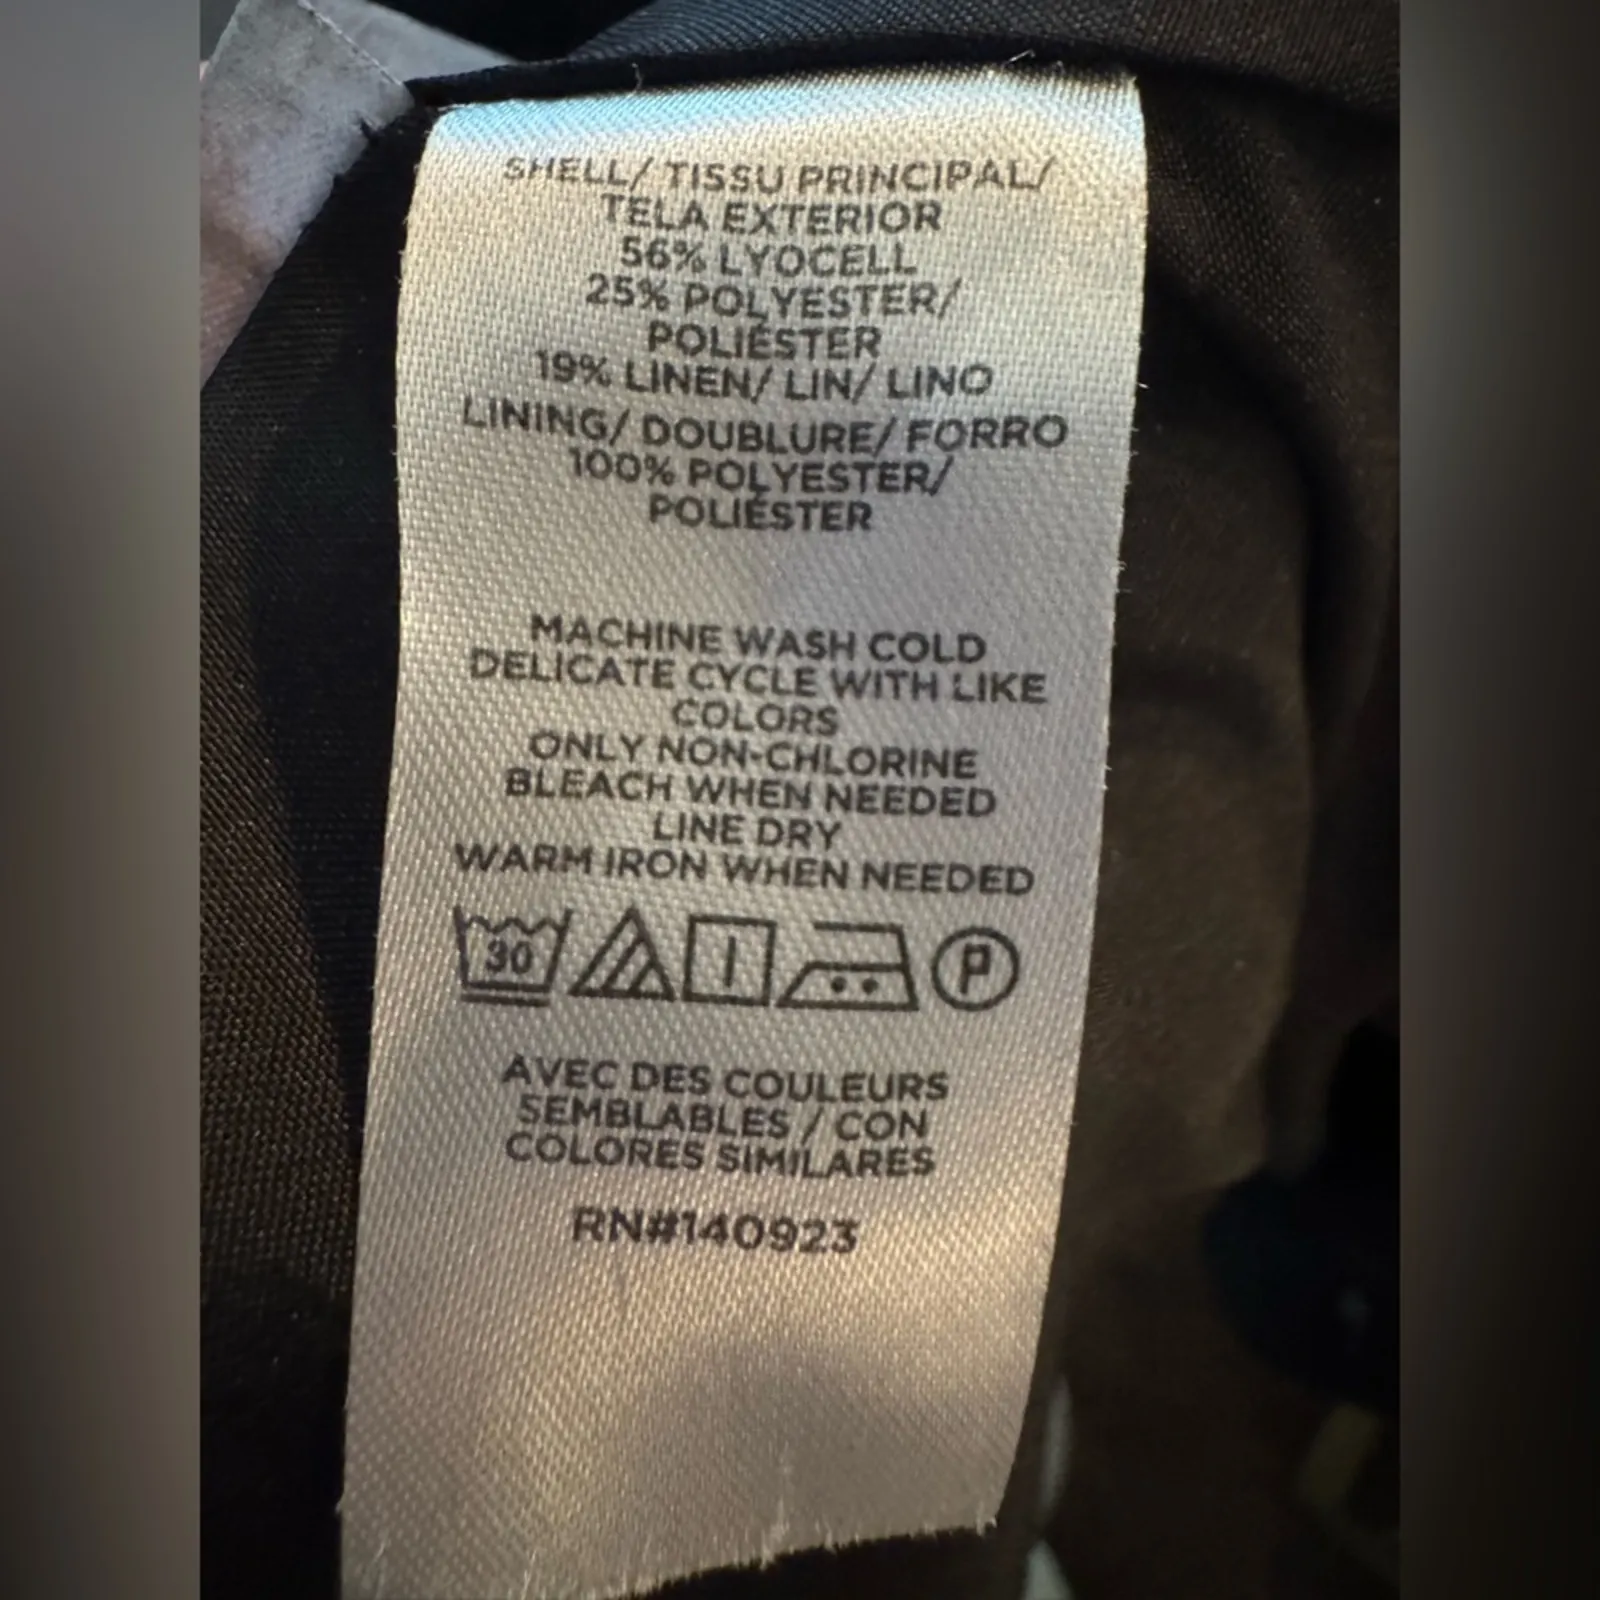 SHELL/ TISSU PRINCIPAL/
TELA EXTERIOR
56% LYOCELL
25% POLYESTER/
POLIÉSTER
19% LINEN/ LIN/ LINO
LINING/ DOUBLURE/ FORRO
100% POLYESTER/
POLIÉSTER
MACHINE WASH COLD
DELICATE CYCLE WITH LIKE
COLORS
ONLY NON-CHLORINE
BLEACH WHEN NEEDED
LINE DRY
WARM IRON WHEN NEEDED
30 P
AVEC DES COULEURS
SEMBLABLES / CON
COLORES SIMILARES
RN#140923